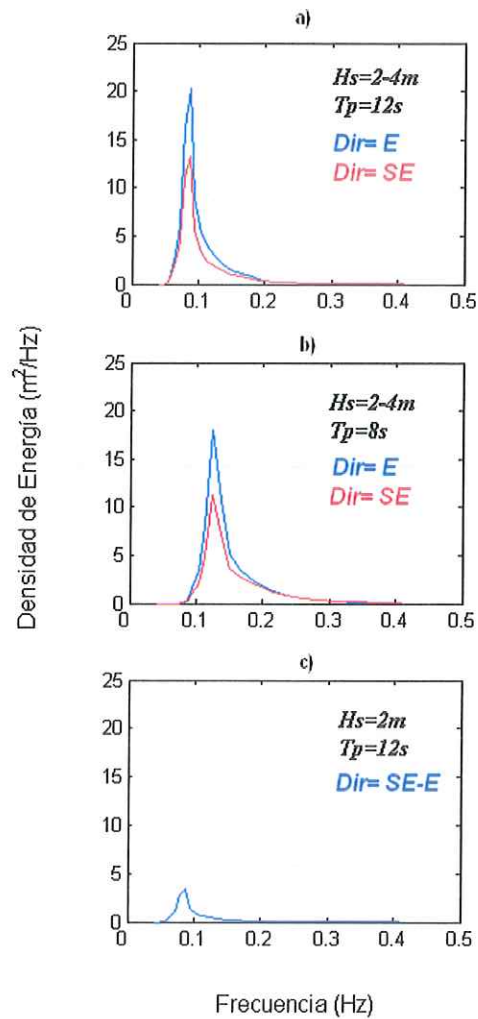 a)
25
20
15
10
5
0
Hs=2-4m
Tp=12s
Dir= E
Dir= SE
0 0.1 0.2 0.3 0.4 0.5
b)
25
20
15
10
5
0
Hs=2-4m
Tp=8s
Dir= E
Dir= SE
0 0.1 0.2 0.3 0.4 0.5
Densidad de Energía (m²/Hz)
c)
25
20
15
10
5
0
Hs=2m
Tp=12s
Dir= SE-E
0 0.1 0.2 0.3 0.4 0.5
Frecuencia (Hz)